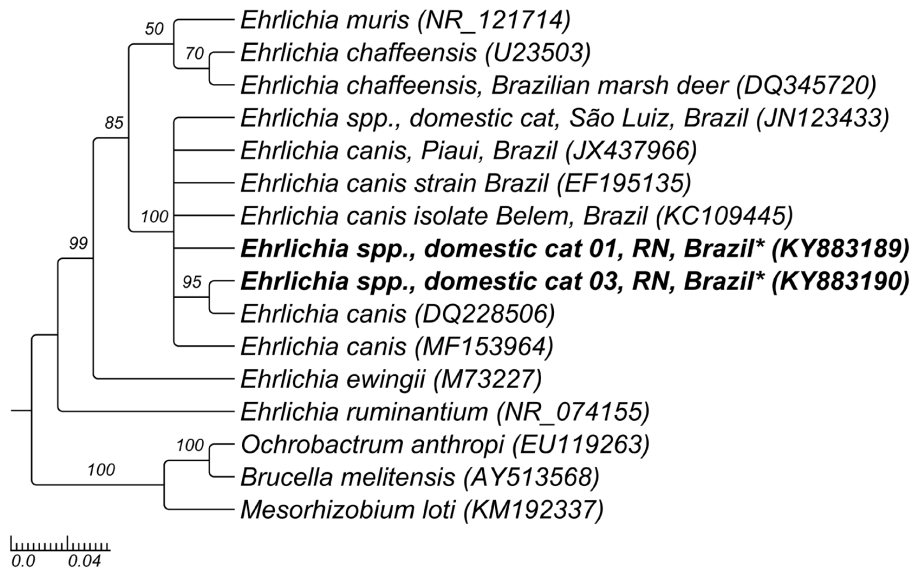 50
Ehrlichia muris (NR_121714)
70
Ehrlichia chaffeensis (U23503)
Ehrlichia chaffeensis, Brazilian marsh deer (DQ345720)
85
Ehrlichia spp., domestic cat, São Luiz, Brazil (JN123433)
Ehrlichia canis, Piaui, Brazil (JX437966)
Ehrlichia canis strain Brazil (EF195135)
100
Ehrlichia canis isolate Belem, Brazil (KC109445)
99
Ehrlichia spp., domestic cat 01, RN, Brazil* (KY883189)
95
Ehrlichia spp., domestic cat 03, RN, Brazil* (KY883190)
Ehrlichia canis (DQ228506)
Ehrlichia canis (MF153964)
Ehrlichia ewingii (M73227)
Ehrlichia ruminantium (NR_074155)
100
Ochrobactrum anthropi (EU119263)
100
Brucella melitensis (AY513568)
Mesorhizobium loti (KM192337)
0.0 0.04